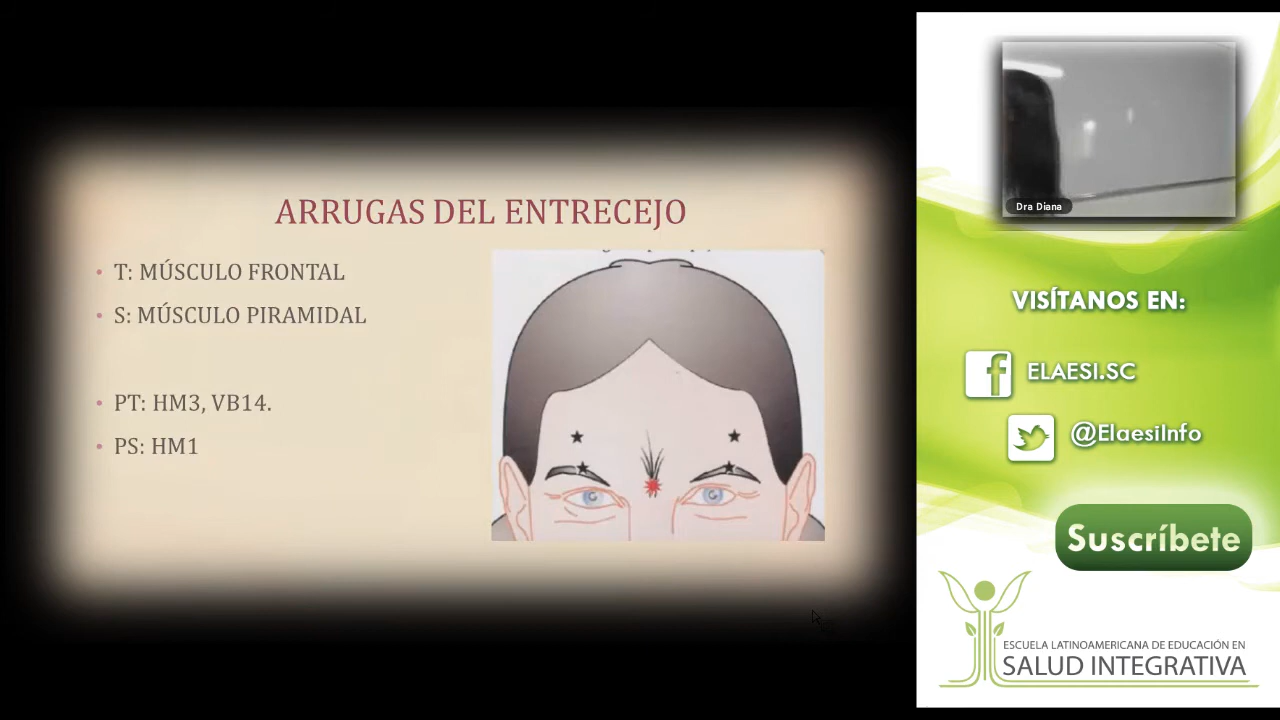 ARRUGAS DEL ENTRECEJO
• T: MÚSCULO FRONTAL
• S: MÚSCULO PIRAMIDAL
• PT: HM3, VB14.
• PS: HM1
Dra Diana
VISÍTANOS EN:
ELAESI.SC
@ElaesiInfo
Suscríbete
ESCUELA LATINOAMERICANA DE EDUCACIÓN EN
SALUD INTEGRATIVA